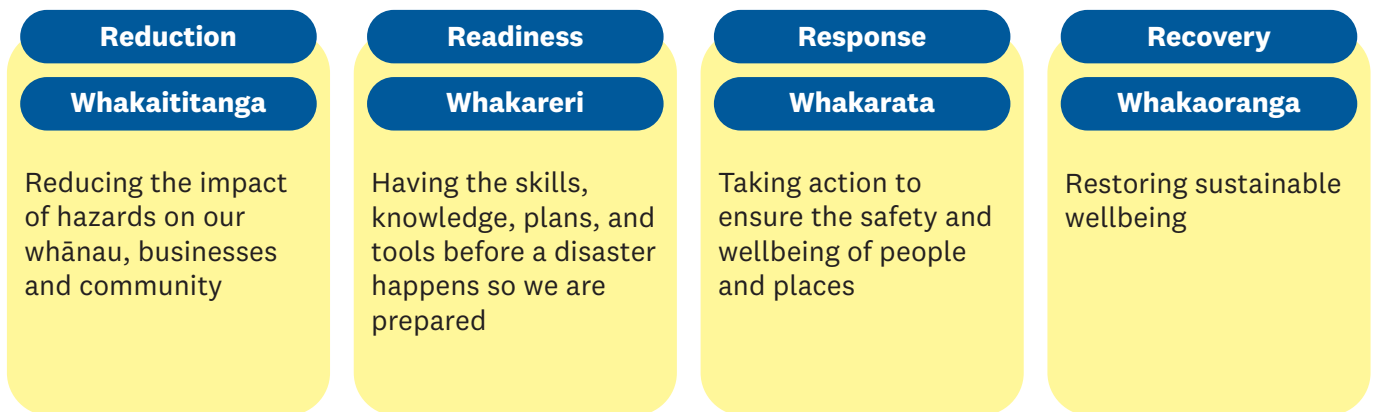 Reduction
Whakaititanga
Reducing the impact
of hazards on our
whānau, businesses
and community
Readiness
Whakareri
Having the skills,
knowledge, plans, and
tools before a disaster
happens so we are
prepared
Response
Whakarata
Taking action to
ensure the safety and
wellbeing of people
and places
Recovery
Whakaoranga
Restoring sustainable
wellbeing